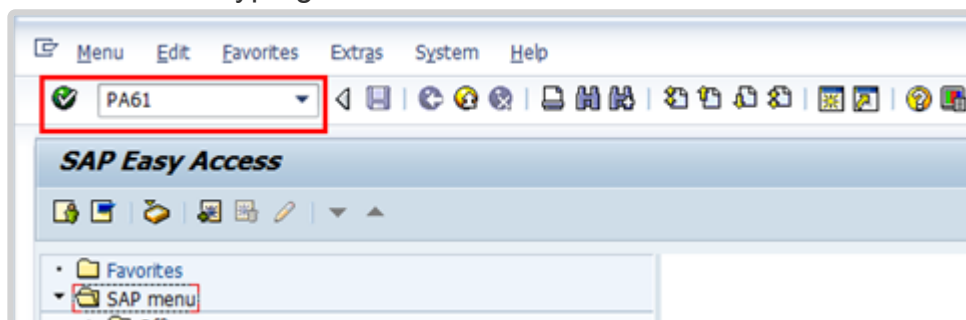 Menu Edit Favorites Extras System Help
PA61
SAP Easy Access
Favorites
SAP menu